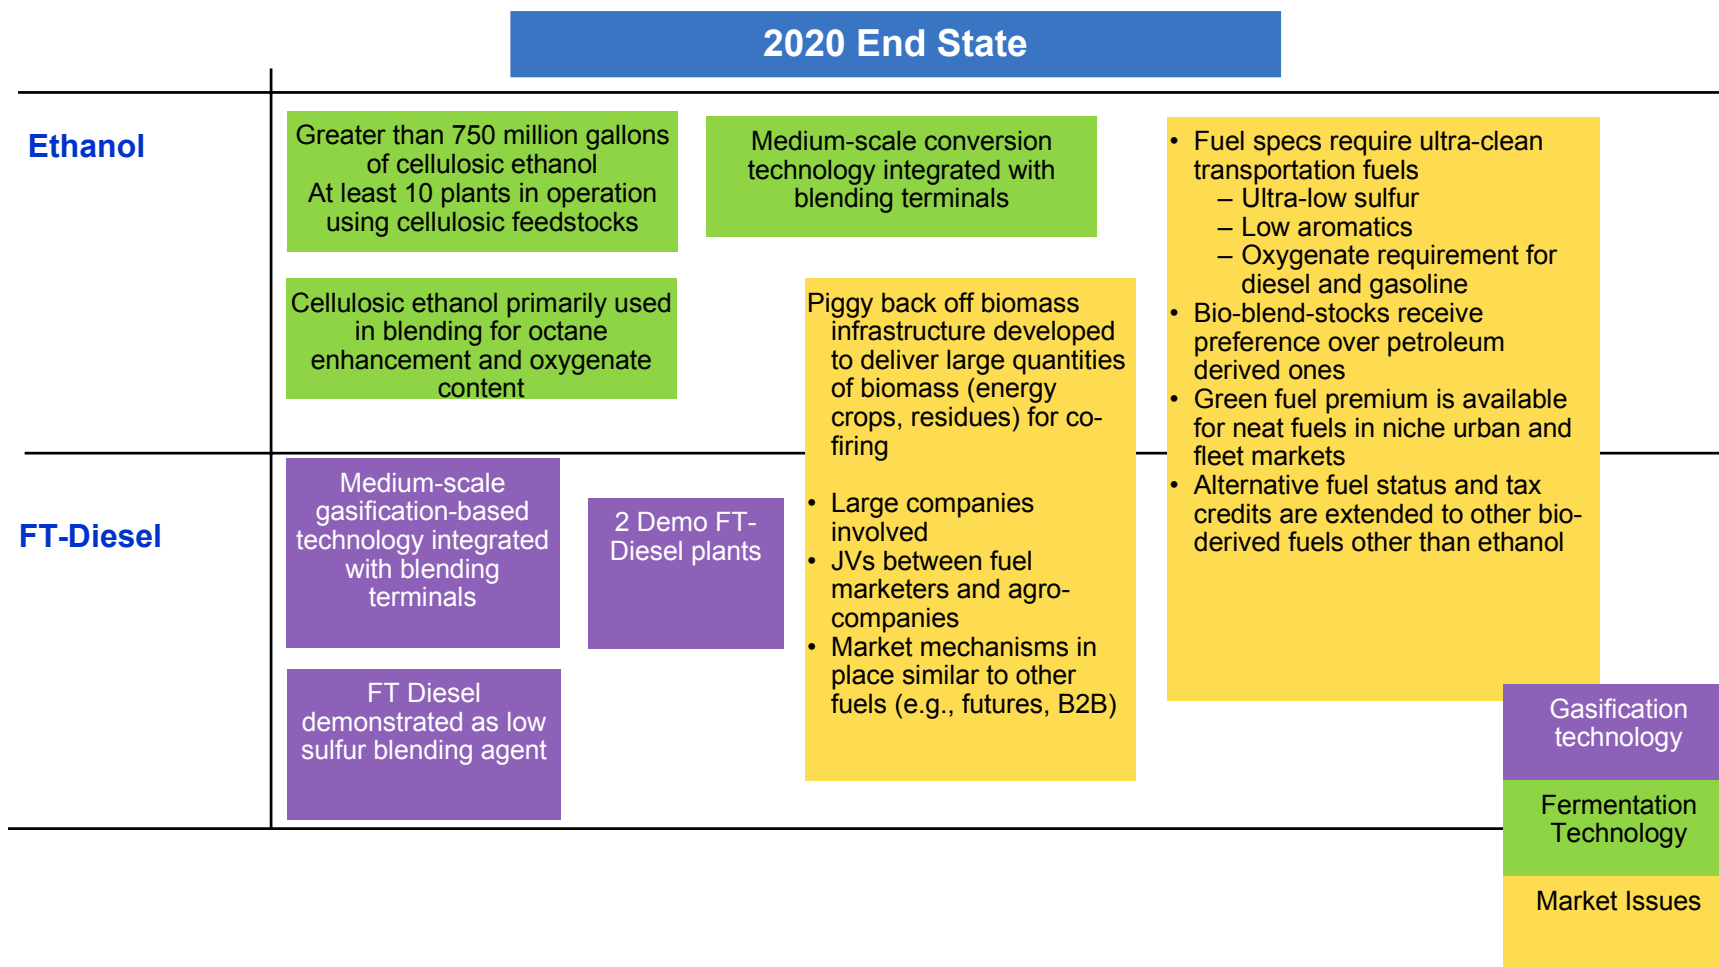 2020 End State
Ethanol
Greater than 750 million gallons
of cellulosic ethanol
At least 10 plants in operation
using cellulosic feedstocks
Medium-scale conversion
technology integrated with
blending terminals
Cellulosic ethanol primarily used
in blending for octane
enhancement and oxygenate
content
Piggy back off biomass
infrastructure developed
to deliver large quantities
of biomass (energy
crops, residues) for co-
firing
• Large companies
involved
• JVs between fuel
marketers and agro-
companies
• Market mechanisms in
place similar to other
fuels (e.g., futures, B2B)
• Fuel specs require ultra-clean
transportation fuels
– Ultra-low sulfur
– Low aromatics
– Oxygenate requirement for
diesel and gasoline
• Bio-blend-stocks receive
preference over petroleum
derived ones
• Green fuel premium is available
for neat fuels in niche urban and
fleet markets
• Alternative fuel status and tax
credits are extended to other bio-
derived fuels other than ethanol
FT-Diesel
Medium-scale
gasification-based
technology integrated
with blending
terminals
2 Demo FT-
Diesel plants
FT Diesel
demonstrated as low
sulfur blending agent
Gasification
technology
Fermentation
Technology
Market Issues